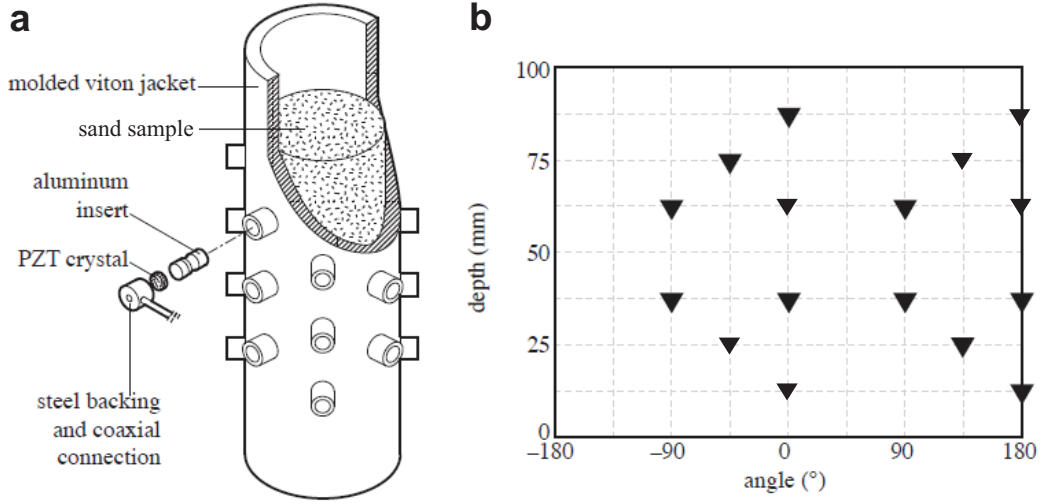 a
molded viton jacket
sand sample
aluminum
insert
PZT crystal
steel backing
and coaxial
connection
b
100
75
50
25
0
depth (mm)
–180
–90
0
90
180
angle (°)